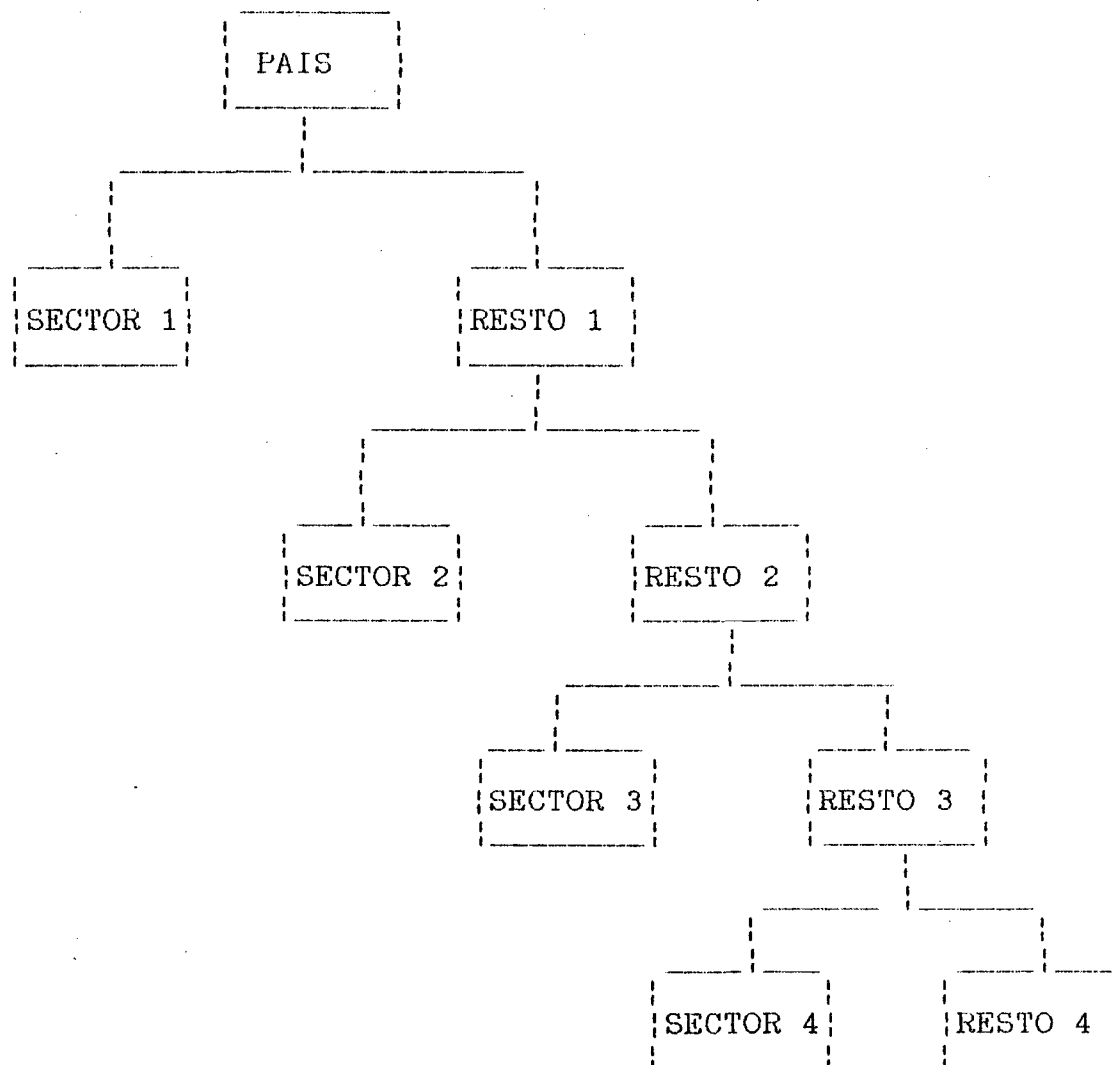 PAIS
SECTOR 1
RESTO 1
SECTOR 2
RESTO 2
SECTOR 3
RESTO 3
SECTOR 4
RESTO 4